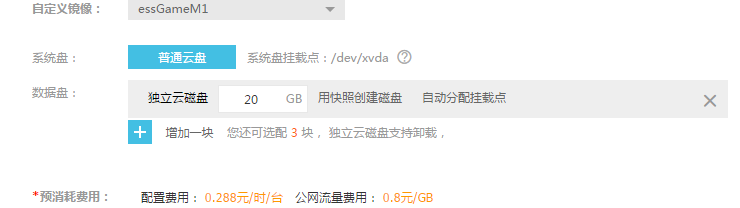 自定义镜像： essGameM1
系统盘： 普通云盘 系统盘挂载点：/dev/xvda ?
数据盘： 独立云磁盘 20 GB 用快照创建磁盘 自动分配挂载点
增加一块 您还可选配 3 块， 独立云磁盘支持卸载，
*预消耗费用： 配置费用： 0.288元/时/台 公网流量费用： 0.8元/GB